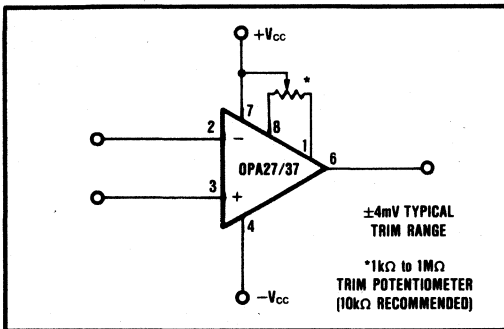 +VCC
*
7
2
−
8
1
OPA27/37
6
3
+
4
±4mV TYPICAL
TRIM RANGE
*1kΩ to 1MΩ
TRIM POTENTIOMETER
(10kΩ RECOMMENDED)
−VCC